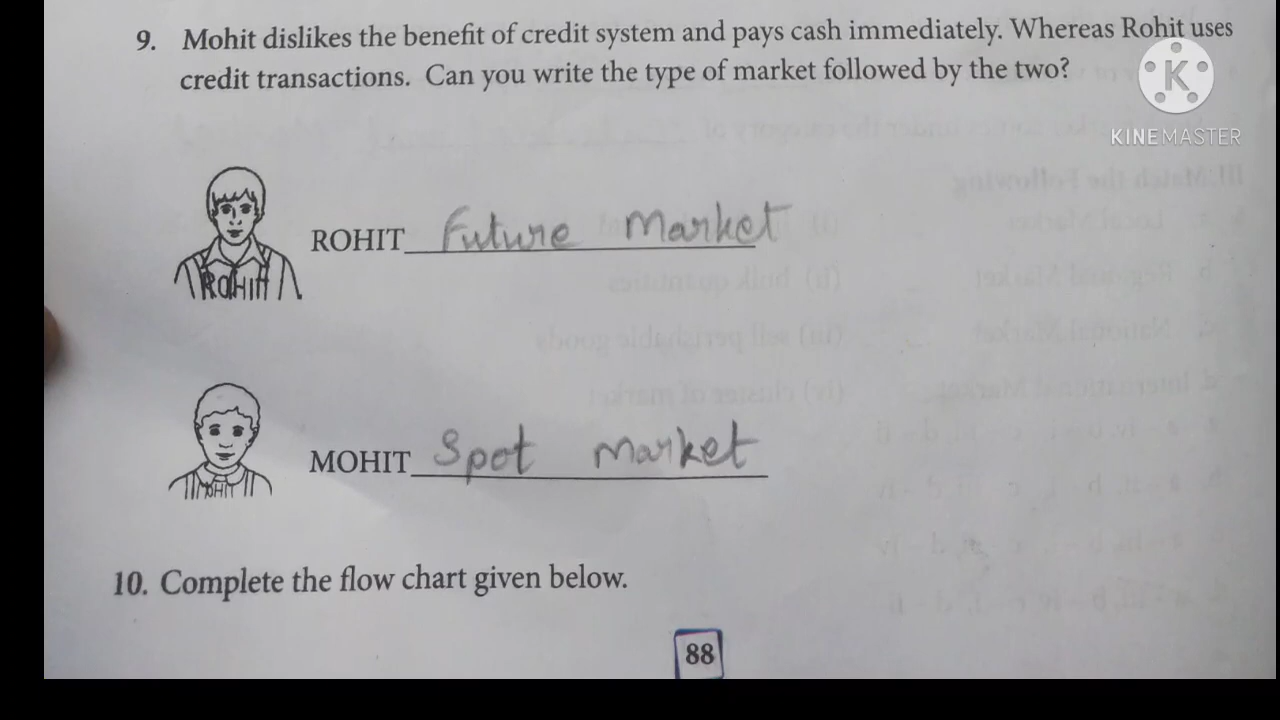 9. Mohit dislikes the benefit of credit system and pays cash immediately. Whereas Rohit uses
credit transactions. Can you write the type of market followed by the two?
KINEMASTER
ROHIT Future Market
ROHIT
MOHIT Spot market
MOHIT
10. Complete the flow chart given below.
88